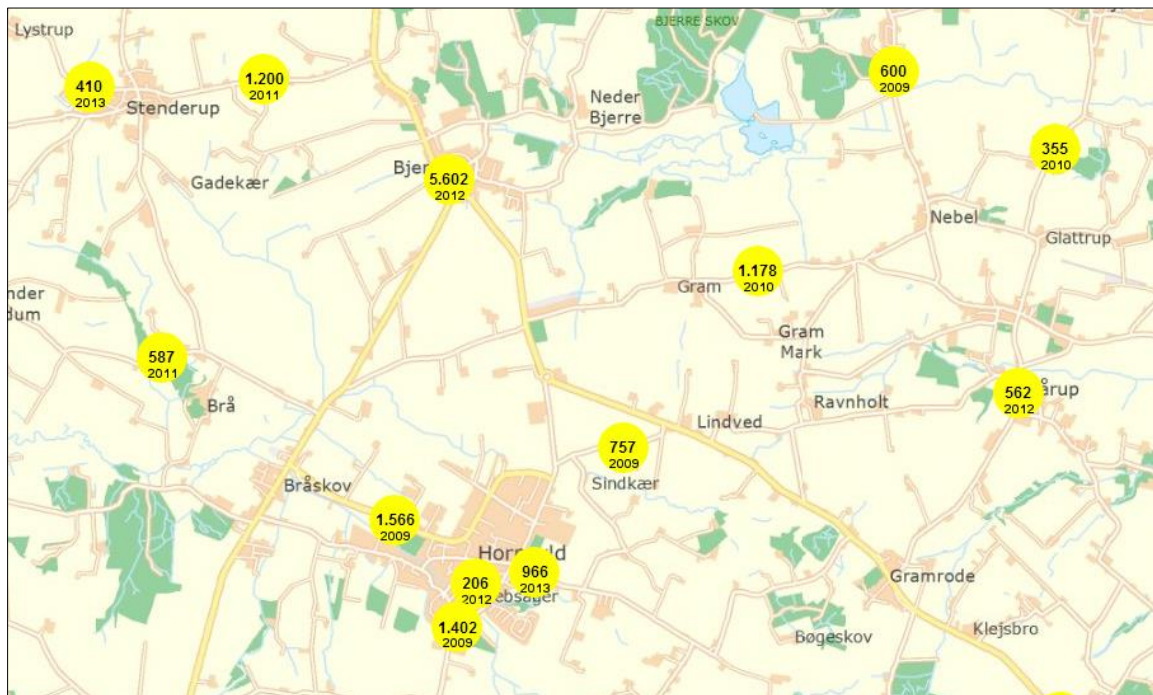 BJERRE SKOV
Lystrup
410
2013
1.200
2011
Stenderup
Neder
Bjerre
600
2009
355
2010
Gadekær
5.602
2012
Nebel
Glattrup
1.178
2010
Gram
Gram
Mark
587
2011
Brå
562
2012
Ravnholt
Lindved
757
2009
Sindkær
Bråskov
1.566
2009
966
2013
206
2012
1.402
2009
Gramrode
Klejsbro
Bøgeskov